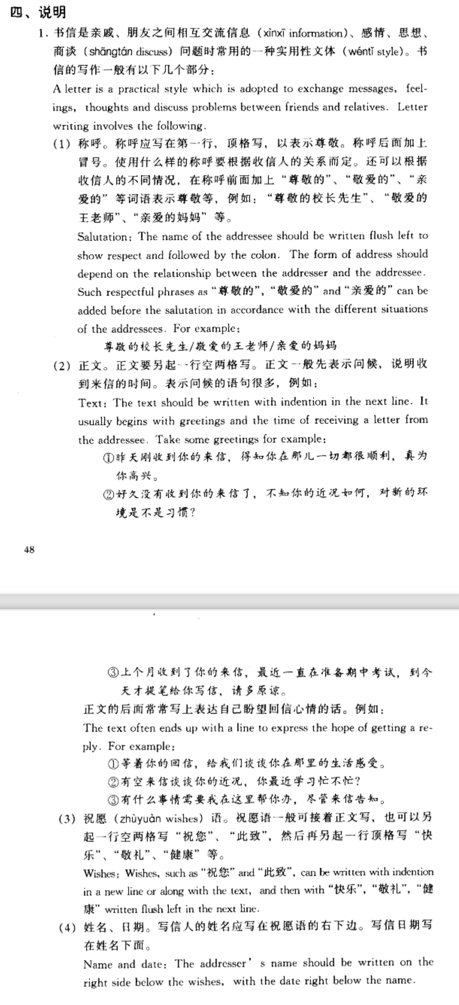 四、说明
1. 书信是亲戚、朋友之间相互交流信息（xìnxī information）、感情、思想、
商谈（shāngtán discuss）问题时常用的一种实用性文体（wéntǐ style）。书
信的写作一般有以下几个部分：
A letter is a practical style which is adopted to exchange messages, feel-
ings, thoughts and discuss problems between friends and relatives. Letter
writing involves the following.
（1）称呼。称呼应写在第一行，顶格写，以表示尊敬。称呼后面加上
冒号。使用什么样的称呼要根据收信人的关系而定。还可以根据
收信人的不同情况，在称呼前面加上“尊敬的”、“敬爱的”、“亲
爱的”等词语表示尊敬等，例如：“尊敬的校长先生”、“敬爱的
王老师”、“亲爱的妈妈”等。
Salutation: The name of the addressee should be written flush left to
show respect and followed by the colon. The form of address should
depend on the relationship between the addresser and the addressee.
Such respectful phrases as “尊敬的”, “敬爱的” and “亲爱的” can be
added before the salutation in accordance with the different situations
of the addressees. For example:
尊敬的校长先生/敬爱的王老师/亲爱的妈妈
（2）正文。正文要另起一行空两格写。正文一般先表示问候，说明收
到来信的时间。表示问候的语句很多，例如：
Text: The text should be written with indention in the next line. It
usually begins with greetings and the time of receiving a letter from
the addressee. Take some greetings for example:
①昨天刚收到你的来信，得知你在那儿一切都很顺利，真为
你高兴。
②好久没有收到你的来信了，不知你的近况如何，对新的环
境是不是习惯？
48
③上个月收到了你的来信，最近一直在准备期中考试，到今
天才提笔给你写信，请多原谅。
正文的后面常常写上表达自己盼望回信心情的话。例如：
The text often ends up with a line to express the hope of getting a re-
ply. For example:
①等着你的回信，给我们谈谈你在那里的生活感受。
②有空来信谈谈你的近况，你最近学习忙不忙？
③有什么事情需要我在这里帮你办，尽管来信告知。
（3）祝愿（zhùyuàn wishes）语。祝愿语一般可接着正文写，也可以另
起一行空两格写“祝您”、“此致”，然后再另起一行顶格写“快
乐”、“敬礼”、“健康”等。
Wishes: Wishes, such as “祝您” and “此致”, can be written with indention
in a new line or along with the text, and then with “快乐”, “敬礼”, “健
康” written flush left in the next line.
（4）姓名、日期。写信人的姓名应写在祝愿语的右下边。写信日期写
在姓名下面。
Name and date: The addresser’s name should be written on the
right side below the wishes, with the date right below the name.